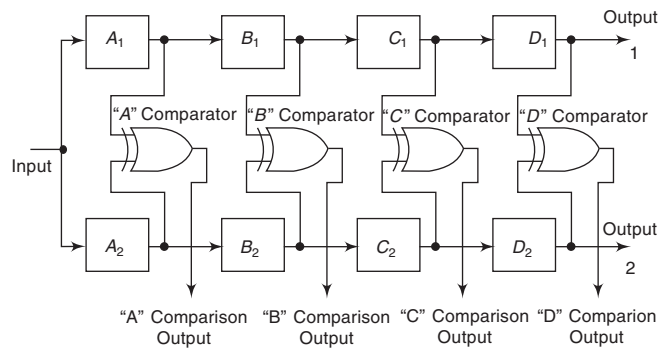 Output
1
A1
B1
C1
D1
"A" Comparator
"B" Comparator
"C" Comparator
"D" Comparator
Input
A2
B2
C2
D2
Output
2
"A" Comparison
Output
"B" Comparison
Output
"C" Comparison
Output
"D" Comparion
Output